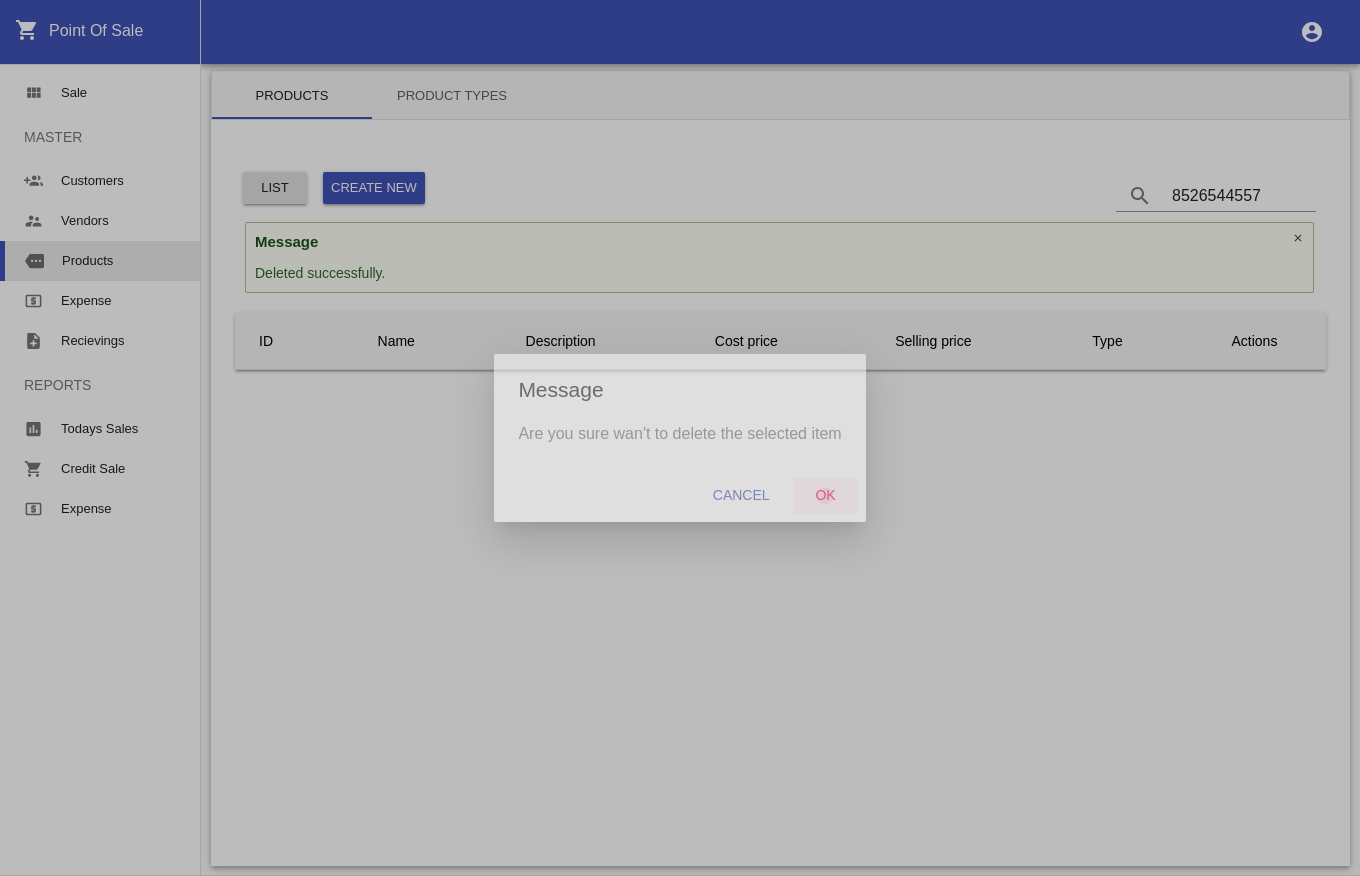 Point Of Sale
Sale
MASTER
Customers
Vendors
Products
Expense
Recievings
REPORTS
Todays Sales
Credit Sale
Expense
PRODUCTS PRODUCT TYPES
LIST CREATE NEW 8526544557
Message ×
Deleted successfully.
ID Name Description Cost price Selling price Type Actions
Message
Are you sure wan't to delete the selected item
CANCEL OK